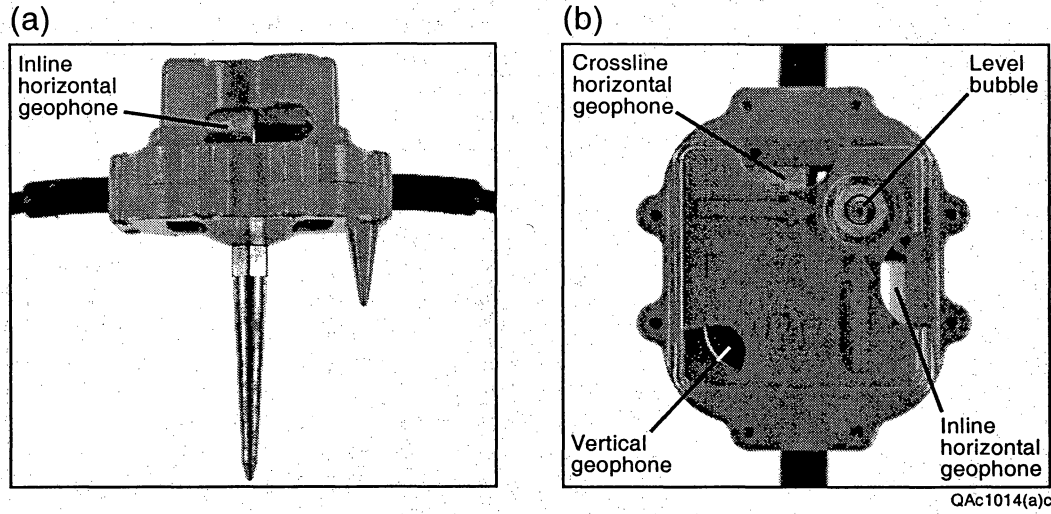 (a)
Inline
horizontal
geophone
(b)
Crossline
horizontal
geophone
Level
bubble
Vertical
geophone
Inline
horizontal
geophone
QAc1014(a)c